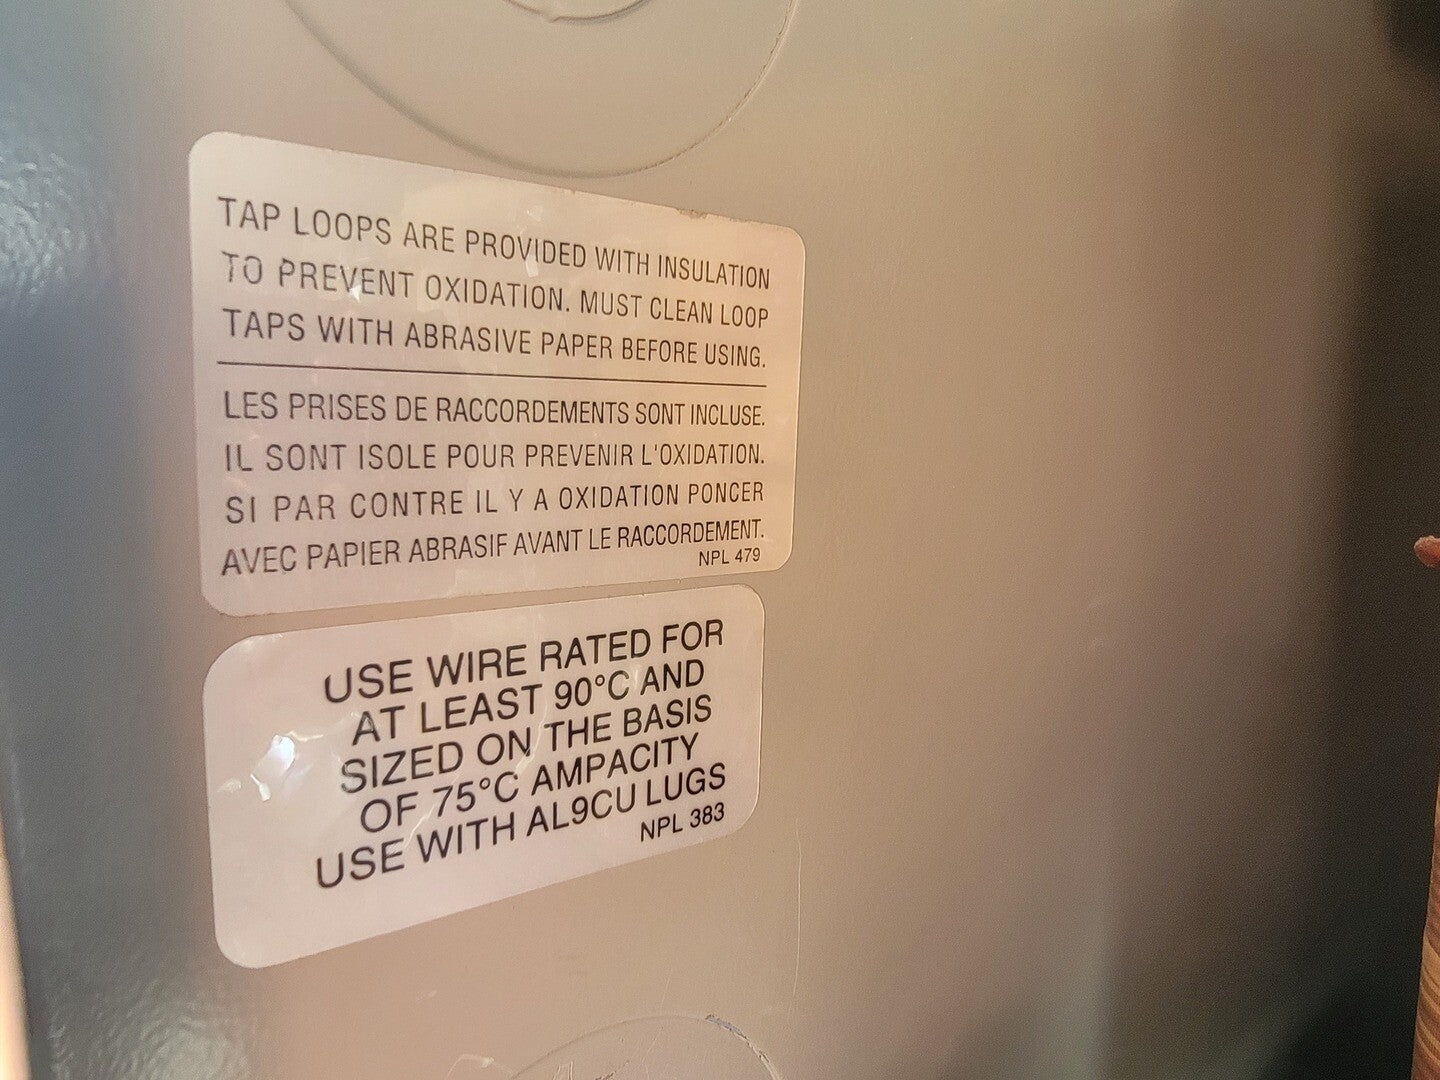 TAP LOOPS ARE PROVIDED WITH INSULATION
TO PREVENT OXIDATION. MUST CLEAN LOOP
TAPS WITH ABRASIVE PAPER BEFORE USING.
LES PRISES DE RACCORDEMENTS SONT INCLUSE.
IL SONT ISOLE POUR PREVENIR L'OXIDATION.
SI PAR CONTRE IL Y A OXIDATION PONCER
AVEC PAPIER ABRASIF AVANT LE RACCORDEMENT.
NPL 479
USE WIRE RATED FOR
AT LEAST 90°C AND
SIZED ON THE BASIS
OF 75°C AMPACITY
USE WITH AL9CU LUGS
NPL 383